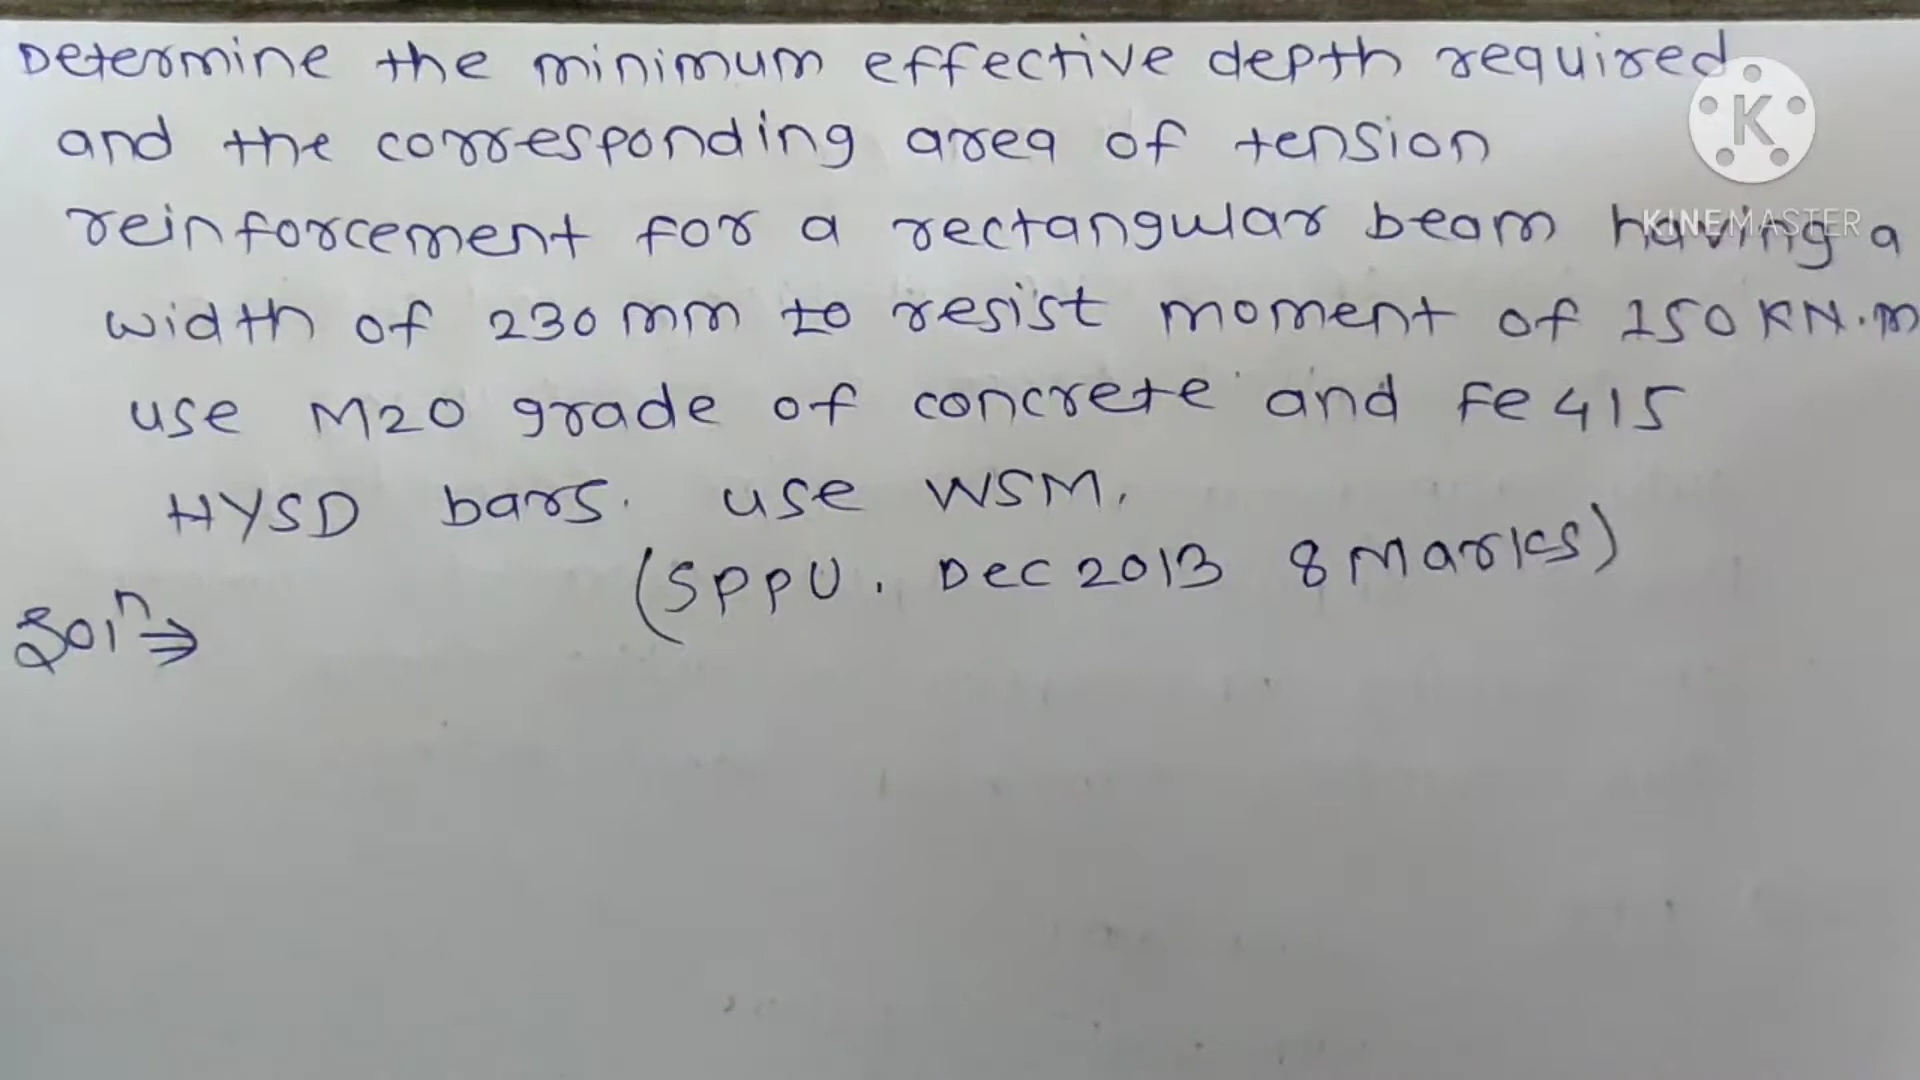 Determine the minimum effective depth required
and the corresponding area of tension
reinforcement for a rectangular beam having a
width of 230 mm to resist moment of 150 KN.m
use M20 grade of concrete and Fe 415
HYSD bars. use WSM.
(SPPU. Dec 2013 8 Marks)
Solⁿ⇒
K
KINEMASTER